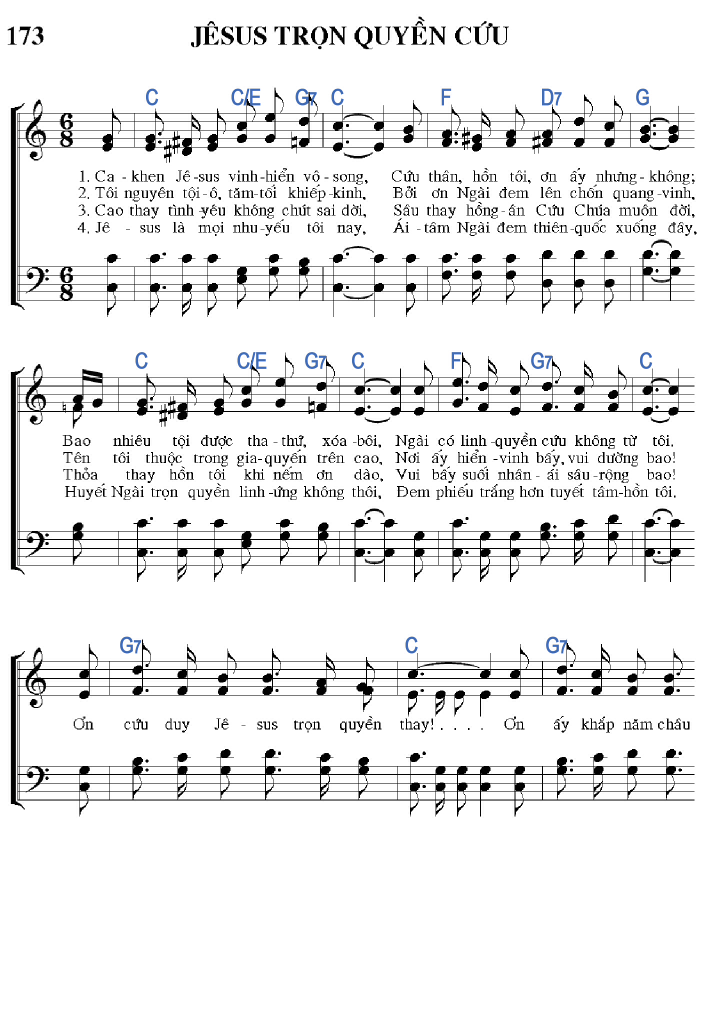 173 JÊSUS TRỌN QUYỀN CỨU
C C/E G7 C F D7 G
1. Ca - khen Jê - sus vinh - hiển vô - song, Cứu thân, hồn tôi, ơn ấy nhưng - không;
2. Tôi nguyên tội - ô, tăm - tối khiếp - kinh, Bởi ơn Ngài đem lên chốn quang - vinh,
3. Cao thay tình - yêu không chút sai dời, Sâu thay hồng - ân Cứu Chúa muôn đời,
4. Jê - sus là mọi nhu - yếu tôi nay, Ái - tâm Ngài đem thiên - quốc xuống đây,
C C/E G7 C F G7 C
Bao nhiêu tội được tha - thứ, xóa - bôi, Ngài có linh - quyền cứu không từ tôi.
Tên tôi thuộc trong gia - quyến trên cao, Nơi ấy hiển - vinh bấy, vui dường bao!
Thỏa thay hồn tôi khi nếm ơn dào, Vui bấy suối nhân - ái sâu - rộng bao!
Huyết Ngài trọn quyền linh - ứng không thôi, Đem phiếu trắng hơn tuyết tâm - hồn tôi.
G7 C G7
Ơn cứu duy Jê - sus trọn quyền thay! . . . . Ơn ấy khắp năm châu